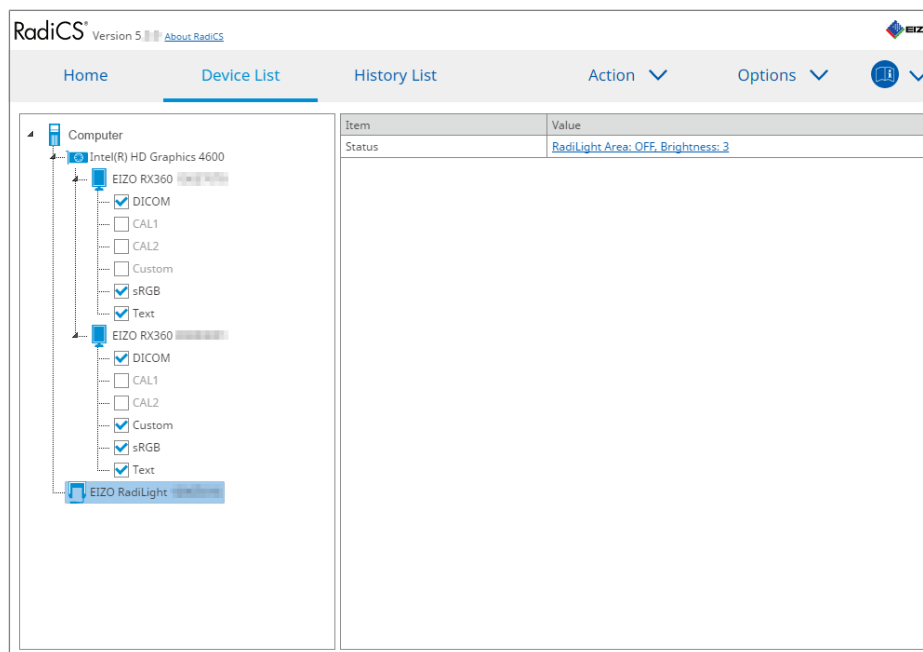 RadiCS® Version 5. About RadiCS
EIZ
Home Device List History List Action Options
Computer
Intel(R) HD Graphics 4600
EIZO RX360
DICOM
CAL1
CAL2
Custom
sRGB
Text
EIZO RX360
DICOM
CAL1
CAL2
Custom
sRGB
Text
EIZO RadiLight
Item Value
Status RadiLight Area: OFF, Brightness: 3